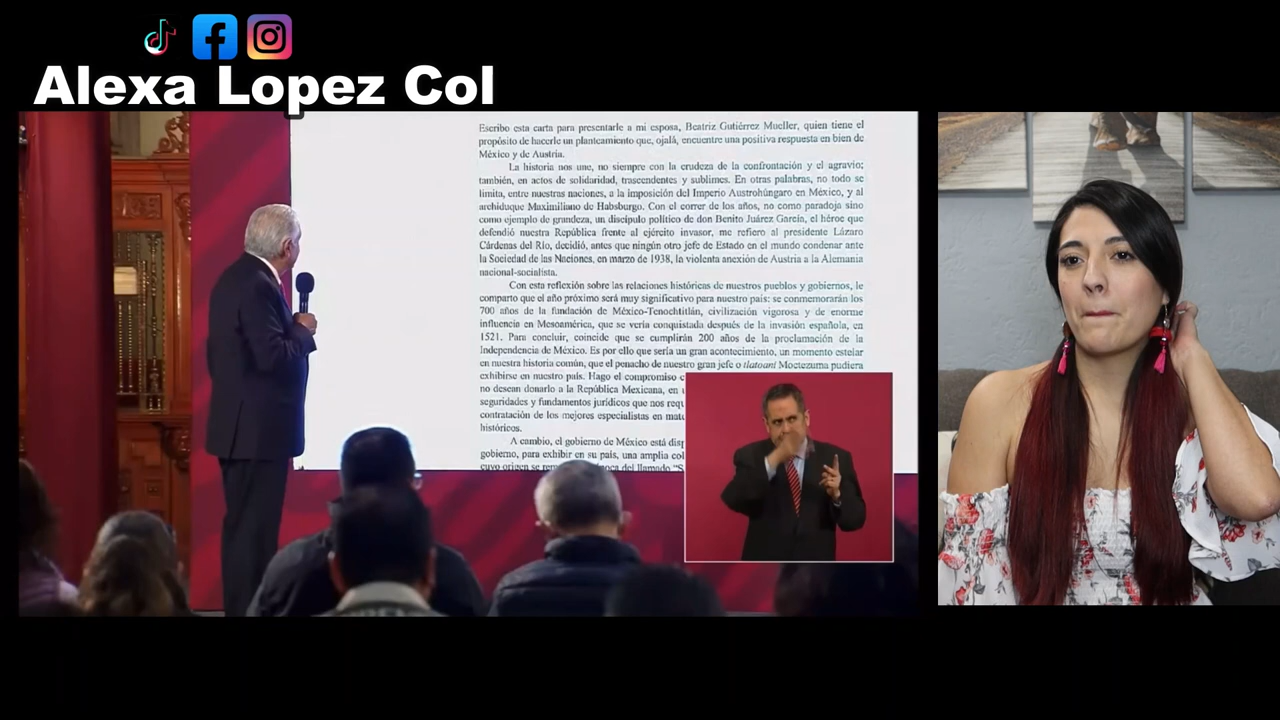 Alexa Lopez Col
Escribo esta carta para presentarle a mi esposa, Beatriz Gutiérrez Mueller, quien tiene el
propósito de hacerle un planteamiento que, ojalá, encuentre una positiva respuesta en bien de
México y de Austria.
La historia nos une, no siempre con la crudeza de la confrontación y el agravio;
también, en actos de solidaridad, trascendentes y sublimes. En otras palabras, no todo se
limita, entre nuestras naciones, a la imposición del Imperio Austrohúngaro en México, y al
archiduque Maximiliano de Habsburgo. Con el correr de los años, no como paradoja sino
como ejemplo de grandeza, un discípulo político de don Benito Juárez García, el héroe que
defendió nuestra República frente al ejército invasor, me refiero al presidente Lázaro
Cárdenas del Río, decidió, antes que ningún otro jefe de Estado en el mundo condenar ante
la Sociedad de las Naciones, en marzo de 1938, la violenta anexión de Austria a la Alemania
nacional-socialista.
Con esta reflexión sobre las relaciones históricas de nuestros pueblos y gobiernos, le
comparto que el año próximo será muy significativo para nuestro país: se conmemorarán los
700 años de la fundación de México-Tenochtitlán, civilización vigorosa y de enorme
influencia en Mesoamérica, que se vería conquistada después de la invasión española, en
1521. Para concluir, coincide que se cumplirán 200 años de la proclamación de la
Independencia de México. Es por ello que sería un gran acontecimiento, un momento estelar
en nuestra historia común, que el penacho de nuestro gran jefe o tlatoani Moctezuma pudiera
exhibirse en nuestro país. Hago el compromiso
no desean donarlo a la República Mexicana, en
seguridades y fundamentos jurídicos que nos
contratación de los mejores especialistas en
históricos.
A cambio, el gobierno de México está
gobierno, para exhibir en su país, una amplia
cuyo origen se del llamado